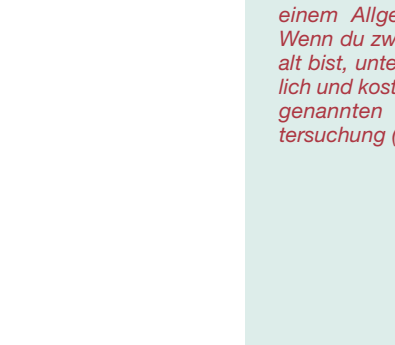 einem Allge
Wenn du zw
alt bist, unte
lich und kost
genannten
tersuchung (